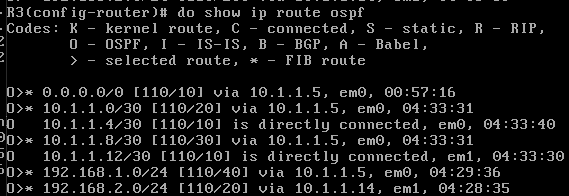 R3(config-router)# do show ip route ospf
Codes: K - kernel route, C - connected, S - static, R - RIP,
       O - OSPF, I - IS-IS, B - BGP, A - Babel,
       > - selected route, * - FIB route

O>* 0.0.0.0/0 [110/10] via 10.1.1.5, em0, 00:57:16
O>* 10.1.1.0/30 [110/20] via 10.1.1.5, em0, 04:33:31
O   10.1.1.4/30 [110/10] is directly connected, em0, 04:33:40
O>* 10.1.1.8/30 [110/30] via 10.1.1.5, em0, 04:33:31
O   10.1.1.12/30 [110/10] is directly connected, em1, 04:33:30
O>* 192.168.1.0/24 [110/40] via 10.1.1.5, em0, 04:29:36
O>* 192.168.2.0/24 [110/20] via 10.1.1.14, em1, 04:28:35